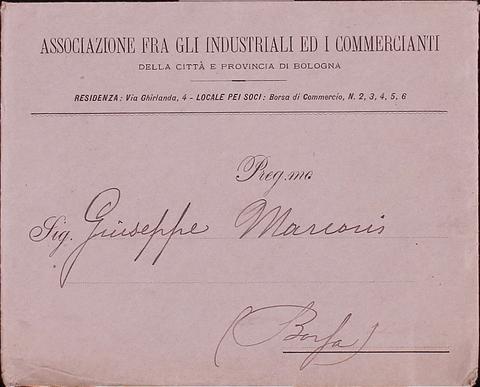 ASSOCIAZIONE FRA GLI INDUSTRIALI ED I COMMERCIANTI
DELLA CITTÀ E PROVINCIA DI BOLOGNA
RESIDENZA: Via Ghirlanda, 4 - LOCALE PEI SOCI: Borsa di Commercio, N. 2, 3, 4, 5, 6
Preg.mo
Sig. Giuseppe Marconi
(Borsa)